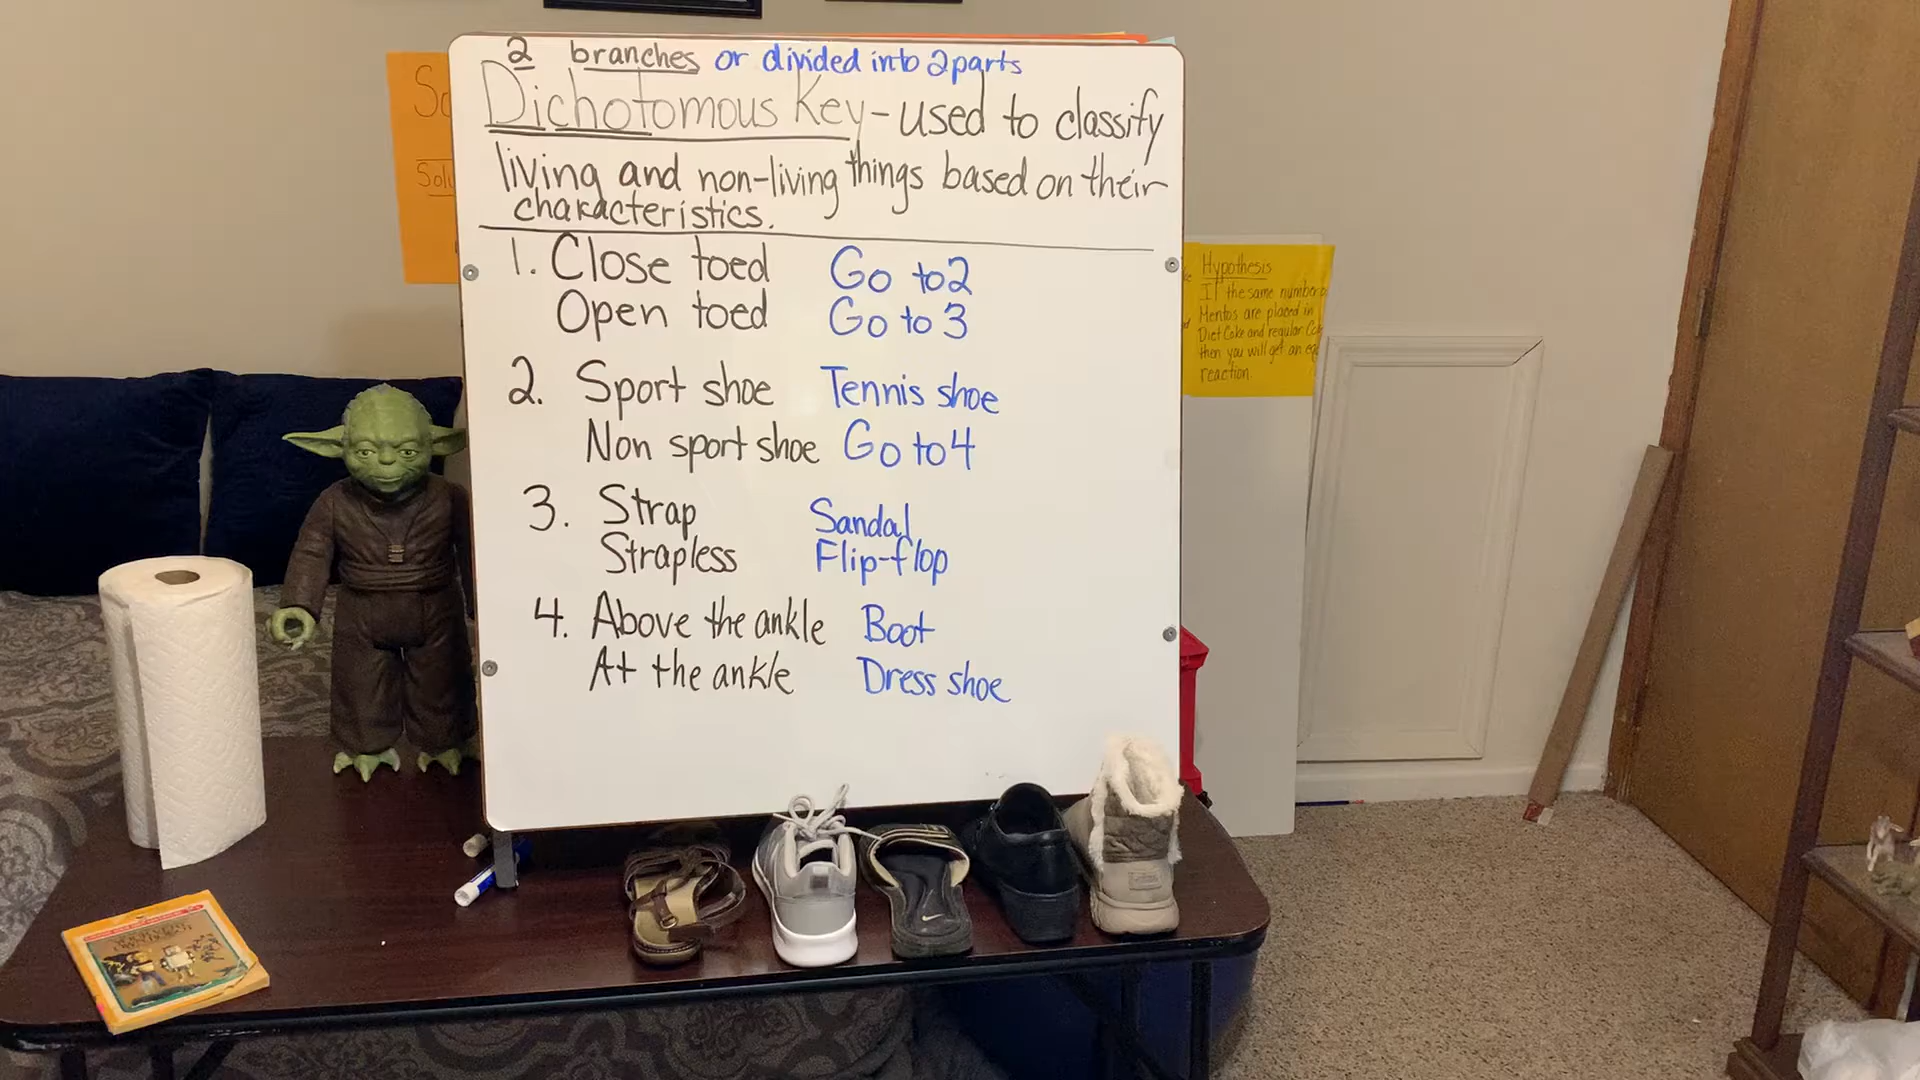 2 branches or divided into 2 parts
Dichotomous Key - used to classify
living and non-living things based on their
characteristics.
1. Close toed Go to 2
Open toed Go to 3
2. Sport shoe Tennis shoe
Non sport shoe Go to 4
3. Strap Sandal
Strapless Flip-flop
4. Above the ankle Boot
At the ankle Dress shoe
Hypothesis
If the same number
Mentos are placed in
Diet Coke and regular
then you will get an
reaction.